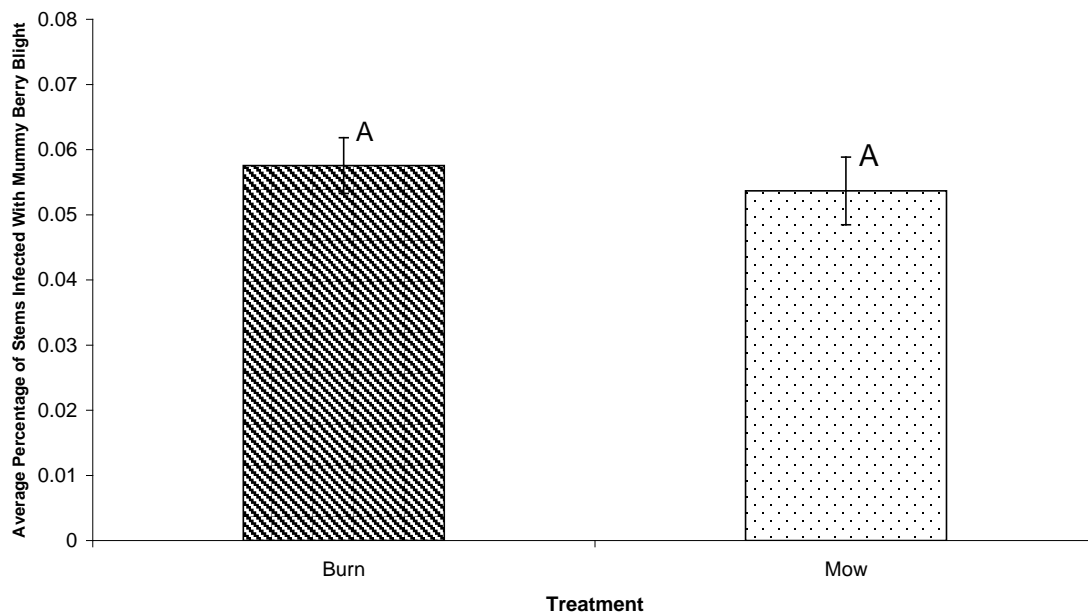 Average Percentage of Stems Infected With Mummy Berry Blight
0.08
0.07
0.06
0.05
0.04
0.03
0.02
0.01
0
A
A
Burn
Mow
Treatment